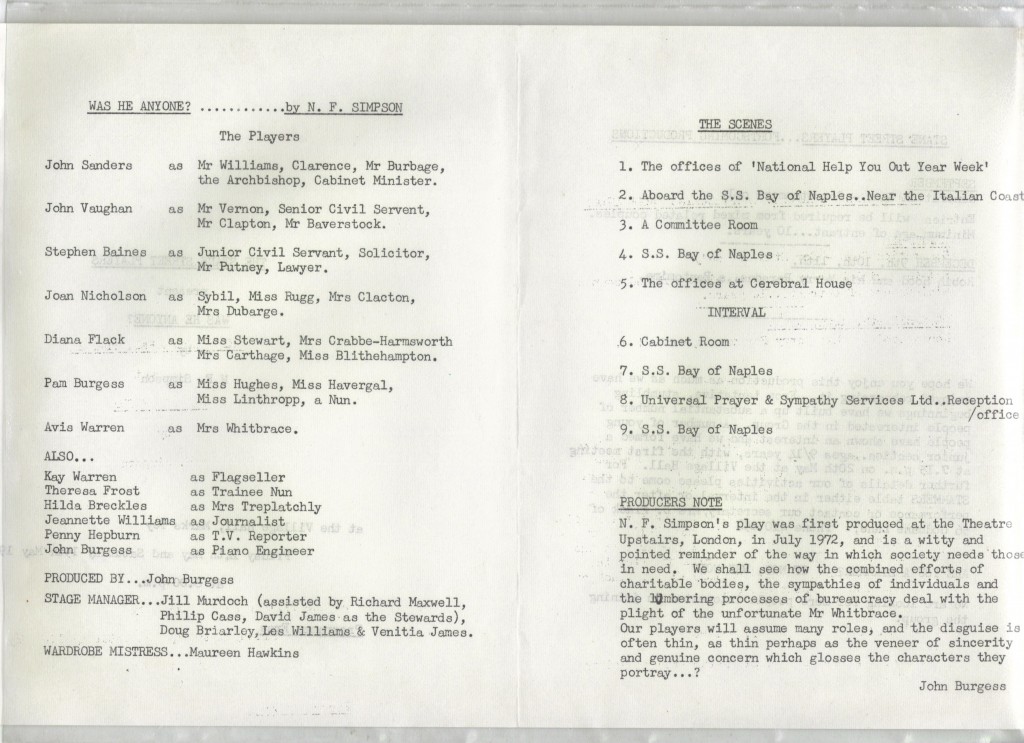 WAS HE ANYONE? ............by N. F. SIMPSON
The Players
John Sanders as Mr Williams, Clarence, Mr Burbage,
the Archbishop, Cabinet Minister.
John Vaughan as Mr Vernon, Senior Civil Servent,
Mr Clapton, Mr Baverstock.
Stephen Baines as Junior Civil Servant, Solicitor,
Mr Putney, Lawyer.
Joan Nicholson as Sybil, Miss Rugg, Mrs Clacton,
Mrs Dubarge.
Diana Flack as Miss Stewart, Mrs Crabbe-Harmsworth
Mrs Carthage, Miss Blithehampton.
Pam Burgess as Miss Hughes, Miss Havergal,
Miss Linthropp, a Nun.
Avis Warren as Mrs Whitbrace.
ALSO...
Kay Warren as Flagseller
Theresa Frost as Trainee Nun
Hilda Breckles as Mrs Treplatchly
Jeannette Williams as Journalist
Penny Hepburn as T.V. Reporter
John Burgess as Piano Engineer
PRODUCED BY...John Burgess
STAGE MANAGER...Jill Murdoch (assisted by Richard Maxwell,
Philip Cass, David James as the Stewards),
Doug Briarley, Les Williams & Venitia James.
WARDROBE MISTRESS...Maureen Hawkins
THE SCENES
1. The offices of 'National Help You Out Year Week'
2. Aboard the S.S. Bay of Naples..Near the Italian Coast
3. A Committee Room
4. S.S. Bay of Naples
5. The offices at Cerebral House
INTERVAL
6. Cabinet Room
7. S.S. Bay of Naples
8. Universal Prayer & Sympathy Services Ltd..Reception
/office
9. S.S. Bay of Naples
PRODUCERS NOTE
N. F. Simpson's play was first produced at the Theatre
Upstairs, London, in July 1972, and is a witty and
pointed reminder of the way in which society needs those
in need. We shall see how the combined efforts of
charitable bodies, the sympathies of individuals and
the lumbering processes of bureaucracy deal with the
plight of the unfortunate Mr Whitbrace.
Our players will assume many roles, and the disguise is
often thin, as thin perhaps as the veneer of sincerity
and genuine concern which glosses the characters they
portray...?
John Burgess